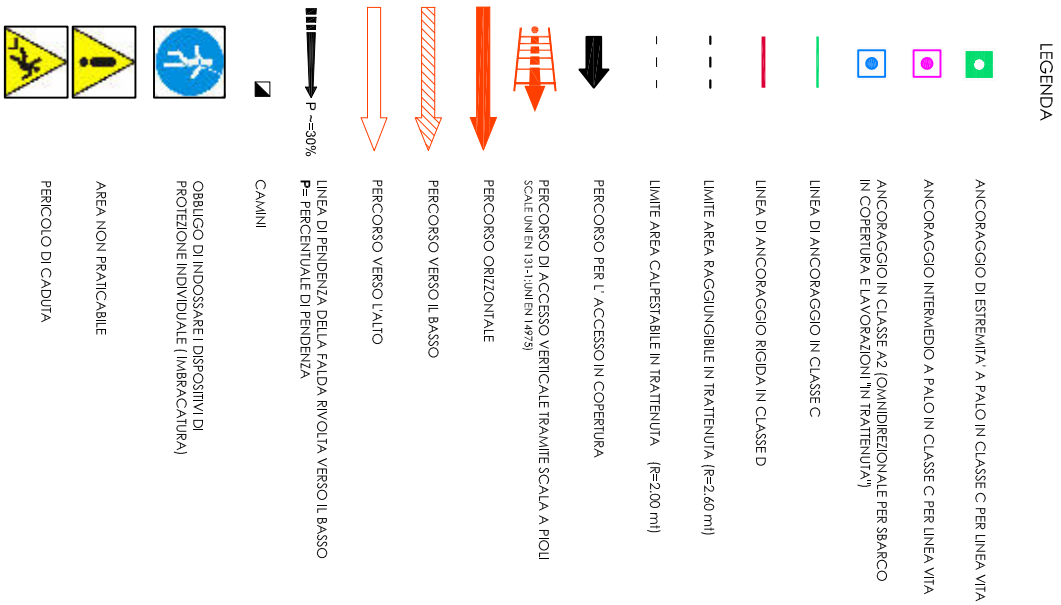 LEGENDA
ANCORAGGIO DI ESTREMITA' A PALO IN CLASSE C PER LINEA VITA
ANCORAGGIO INTERMEDIO A PALO IN CLASSE C PER LINEA VITA
ANCORAGGIO IN CLASSE A2 (OMNIDIREZIONALE PER SBARCO
IN COPERTURA E LAVORAZIONI "IN TRATTENUTA")
LINEA DI ANCORAGGIO IN CLASSE C
LINEA DI ANCORAGGIO RIGIDA IN CLASSE D
LIMITE AREA RAGGIUNGIBILE IN TRATTENUTA (R=2.60 mt)
LIMITE AREA CALPESTABILE IN TRATTENUTA (R=2.00 mt)
PERCORSO PER L' ACCESSO IN COPERTURA
PERCORSO DI ACCESSO VERTICALE TRAMITE SCALA A PIOLI
SCALE UNI EN 131-1;UNI EN 14975)
PERCORSO ORIZZONTALE
PERCORSO VERSO IL BASSO
PERCORSO VERSO L'ALTO
P ~=30%
LINEA DI PENDENZA DELLA FALDA RIVOLTA VERSO IL BASSO
P= PERCENTUALE DI PENDENZA
CAMINI
OBBLIGO DI INDOSSARE I DISPOSITIVI DI
PROTEZIONE INDIVIDUALE ( IMBRACATURA)
AREA NON PRATICABILE
PERICOLO DI CADUTA